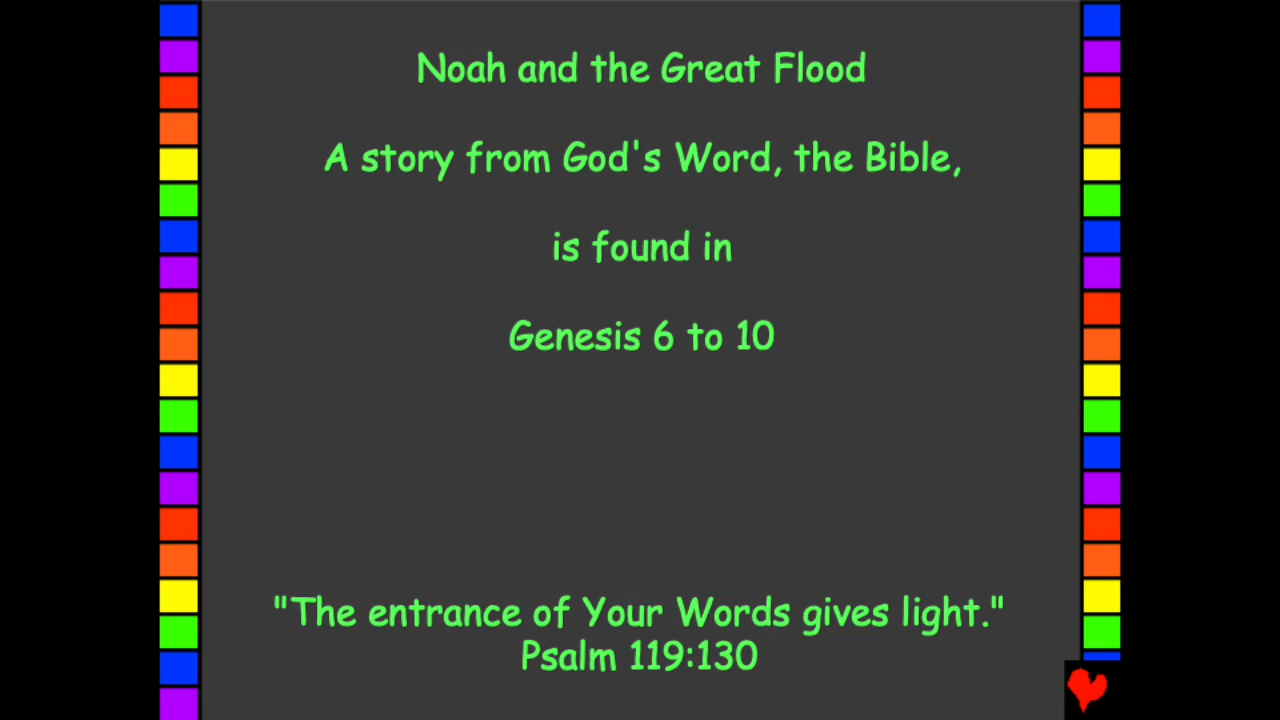 Noah and the Great Flood
A story from God's Word, the Bible,
is found in
Genesis 6 to 10
"The entrance of Your Words gives light."
Psalm 119:130